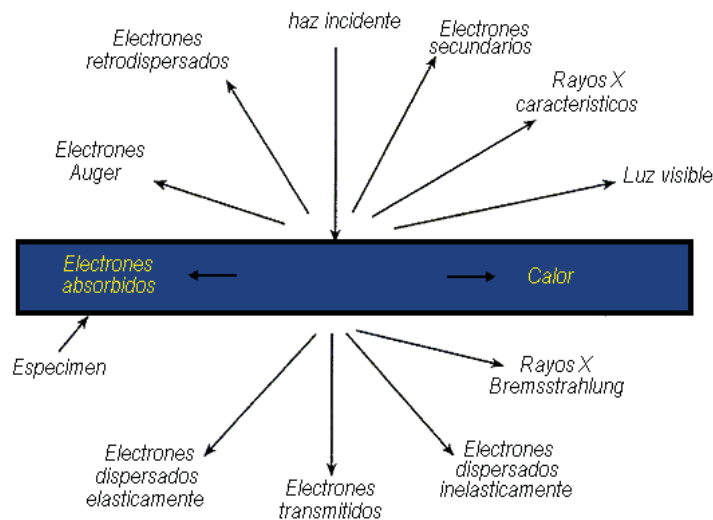 haz incidente
Electrones
retrodispersados
Electrones
secundarios
Rayos X
caracteristicos
Electrones
Auger
Luz visible
Electrones
absorbidos
Calor
Especimen
Rayos X
Bremsstrahlung
Electrones
dispersados
elasticamente
Electrones
transmitidos
Electrones
dispersados
inelasticamente